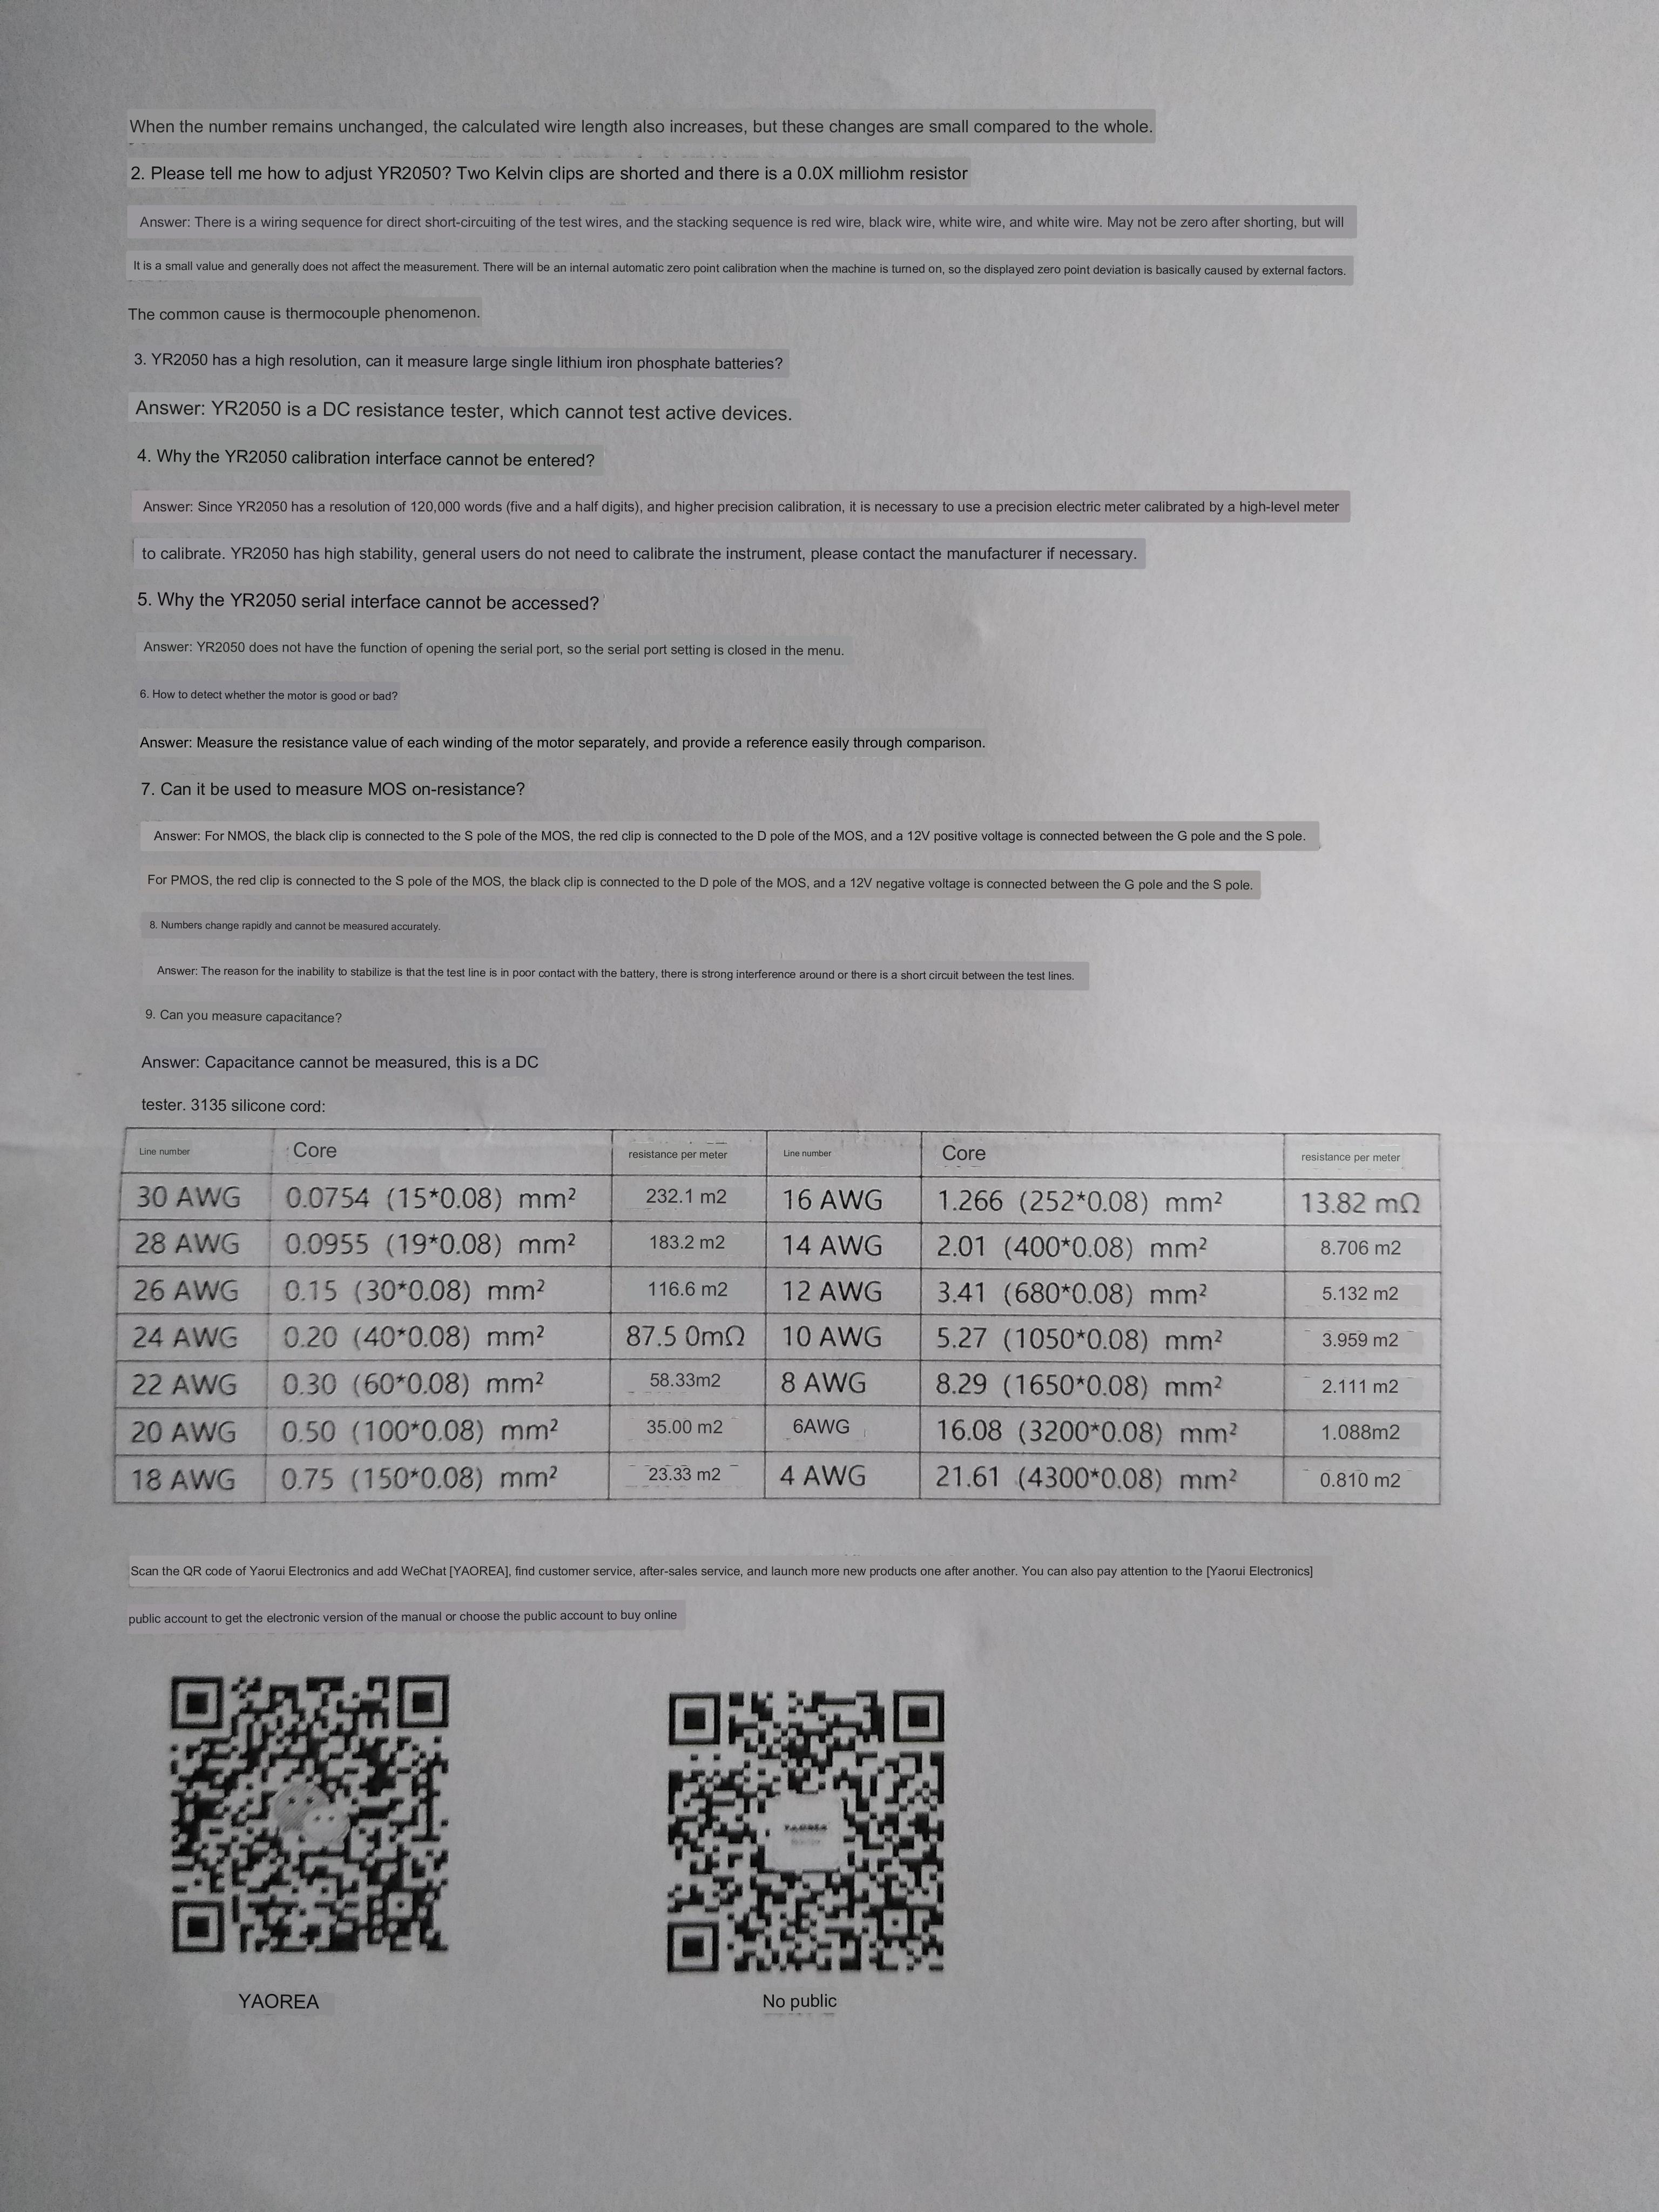 When the number remains unchanged, the calculated wire length also increases, but these changes are small compared to the whole.
2. Please tell me how to adjust YR2050? Two Kelvin clips are shorted and there is a 0.0X milliohm resistor
Answer: There is a wiring sequence for direct short-circuiting of the test wires, and the stacking sequence is red wire, black wire, white wire, and white wire. May not be zero after shorting, but will
It is a small value and generally does not affect the measurement. There will be an internal automatic zero point calibration when the machine is turned on, so the displayed zero point deviation is basically caused by external factors.
The common cause is thermocouple phenomenon.
3. YR2050 has a high resolution, can it measure large single lithium iron phosphate batteries?
Answer: YR2050 is a DC resistance tester, which cannot test active devices.
4. Why the YR2050 calibration interface cannot be entered?
Answer: Since YR2050 has a resolution of 120,000 words (five and a half digits), and higher precision calibration, it is necessary to use a precision electric meter calibrated by a high-level meter
to calibrate. YR2050 has high stability, general users do not need to calibrate the instrument, please contact the manufacturer if necessary.
5. Why the YR2050 serial interface cannot be accessed?
Answer: YR2050 does not have the function of opening the serial port, so the serial port setting is closed in the menu.
6. How to detect whether the motor is good or bad?
Answer: Measure the resistance value of each winding of the motor separately, and provide a reference easily through comparison.
7. Can it be used to measure MOS on-resistance?
Answer: For NMOS, the black clip is connected to the S pole of the MOS, the red clip is connected to the D pole of the MOS, and a 12V positive voltage is connected between the G pole and the S pole.
For PMOS, the red clip is connected to the S pole of the MOS, the black clip is connected to the D pole of the MOS, and a 12V negative voltage is connected between the G pole and the S pole.
8. Numbers change rapidly and cannot be measured accurately.
Answer: The reason for the inability to stabilize is that the test line is in poor contact with the battery, there is strong interference around or there is a short circuit between the test lines.
9. Can you measure capacitance?
Answer: Capacitance cannot be measured, this is a DC
tester. 3135 silicone cord:
Line number Core resistance per meter Line number Core resistance per meter
30 AWG 0.0754 (15*0.08) mm² 232.1 m2 16 AWG 1.266 (252*0.08) mm² 13.82 mΩ
28 AWG 0.0955 (19*0.08) mm² 183.2 m2 14 AWG 2.01 (400*0.08) mm² 8.706 m2
26 AWG 0.15 (30*0.08) mm² 116.6 m2 12 AWG 3.41 (680*0.08) mm² 5.132 m2
24 AWG 0.20 (40*0.08) mm² 87.5 0mΩ 10 AWG 5.27 (1050*0.08) mm² 3.959 m2
22 AWG 0.30 (60*0.08) mm² 58.33m2 8 AWG 8.29 (1650*0.08) mm² 2.111 m2
20 AWG 0.50 (100*0.08) mm² 35.00 m2 6AWG 16.08 (3200*0.08) mm² 1.088m2
18 AWG 0.75 (150*0.08) mm² 23.33 m2 4 AWG 21.61 (4300*0.08) mm² 0.810 m2
Scan the QR code of Yaorui Electronics and add WeChat [YAOREA], find customer service, after-sales service, and launch more new products one after another. You can also pay attention to the [Yaorui Electronics]
public account to get the electronic version of the manual or choose the public account to buy online
YAOREA
YAOREA No public